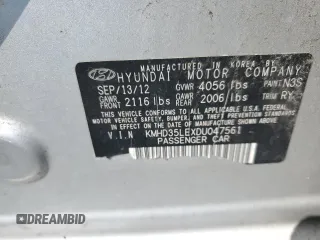 MANUFACTURED IN KOREA BY
HYUNDAI MOTOR COMPANY
SEP/13/12 GVWR 4056 lbs PAINT N3S
GAWR FRONT 2116 lbs GAWR REAR 2006 lbs TRIM RY
THIS VEHICLE CONFORMS TO ALL APPLICABLE
FEDERAL MOTOR VEHICLE SAFETY, BUMPER, AND
THEFT PREVENTION STANDARDS IN EFFECT ON
THE DATE OF MANUFACTURE SHOWN ABOVE.
V.I.N KMHD35LEXDU047561
PASSENGER CAR